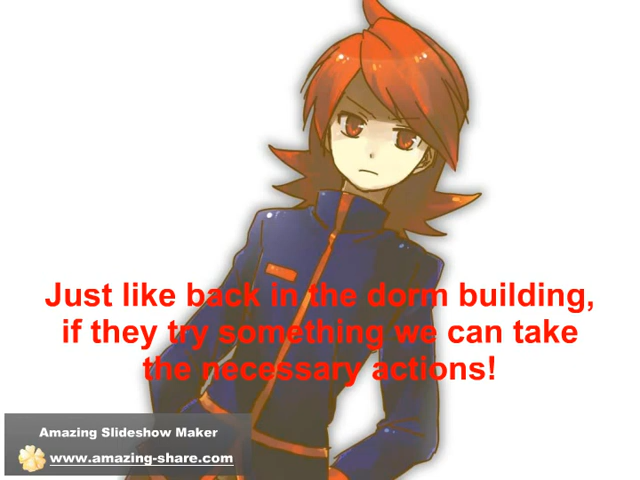 Just like back in the dorm building,
if they try something we can take
the necessary actions!
Amazing Slideshow Maker
www.amazing-share.com